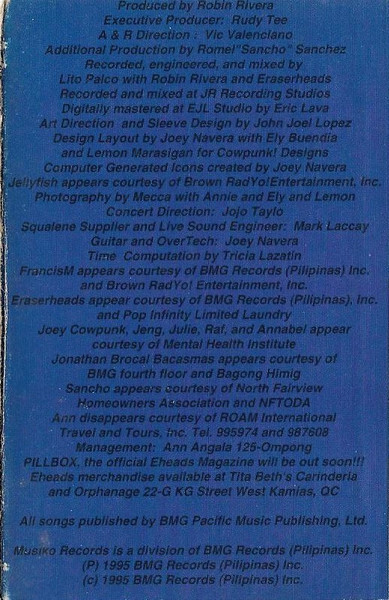 Produced by Robin Rivera
Executive Producer: Rudy Tee
A & R Direction : Vic Valenciano
Additional Production by Romel"Sancho" Sanchez
Recorded, engineered, and mixed by
Lito Palco with Robin Rivera and Eraserheads
Recorded and mixed at JR Recording Studios
Digitally mastered at EJL Studio by Eric Lava
Art Direction and Sleeve Design by John Joel Lopez
Design Layout by Joey Navera with Ely Buendia
and Lemon Marasigan for Cowpunk! Designs
Computer Generated Icons created by Joey Navera
Jellyfish appears courtesy of Brown RadYo!Entertainment, Inc.
Photography by Mecca with Annie and Ely and Lemon
Concert Direction: Jojo Taylo
Squalene Supplier and Live Sound Engineer: Mark Laccay
Guitar and OverTech: Joey Navera
Time Computation by Tricia Lazatin
FrancisM appears courtesy of BMG Records (Pilipinas) Inc.
and Brown RadYo! Entertainment, Inc.
Eraserheads appear courtesy of BMG Records (Pilipinas), Inc.
and Pop Infinity Limited Laundry
Joey Cowpunk, Jeng, Julie, Raf, and Annabel appear
courtesy of Mental Health Institute
Jonathan Brocal Bacasmas appears courtesy of
BMG fourth floor and Bagong Himig
Sancho appears courtesy of North Fairview
Homeowners Association and NFTODA
Ann disappears courtesy of ROAM International
Travel and Tours, Inc. Tel. 995974 and 987608
Management: Ann Angala 125-Ompong
PILLBOX, the official Eheads Magazine will be out soon!!!
Eheads merchandise available at Tita Beth's Carinderia
and Orphanage 22-G KG Street West Kamias, QC
All songs published by BMG Pacific Music Publishing, Ltd.
Musiko Records is a division of BMG Records (Pilipinas) Inc.
(P) 1995 BMG Records (Pilipinas) Inc.
(c) 1995 BMG Records (Pilipinas) Inc.